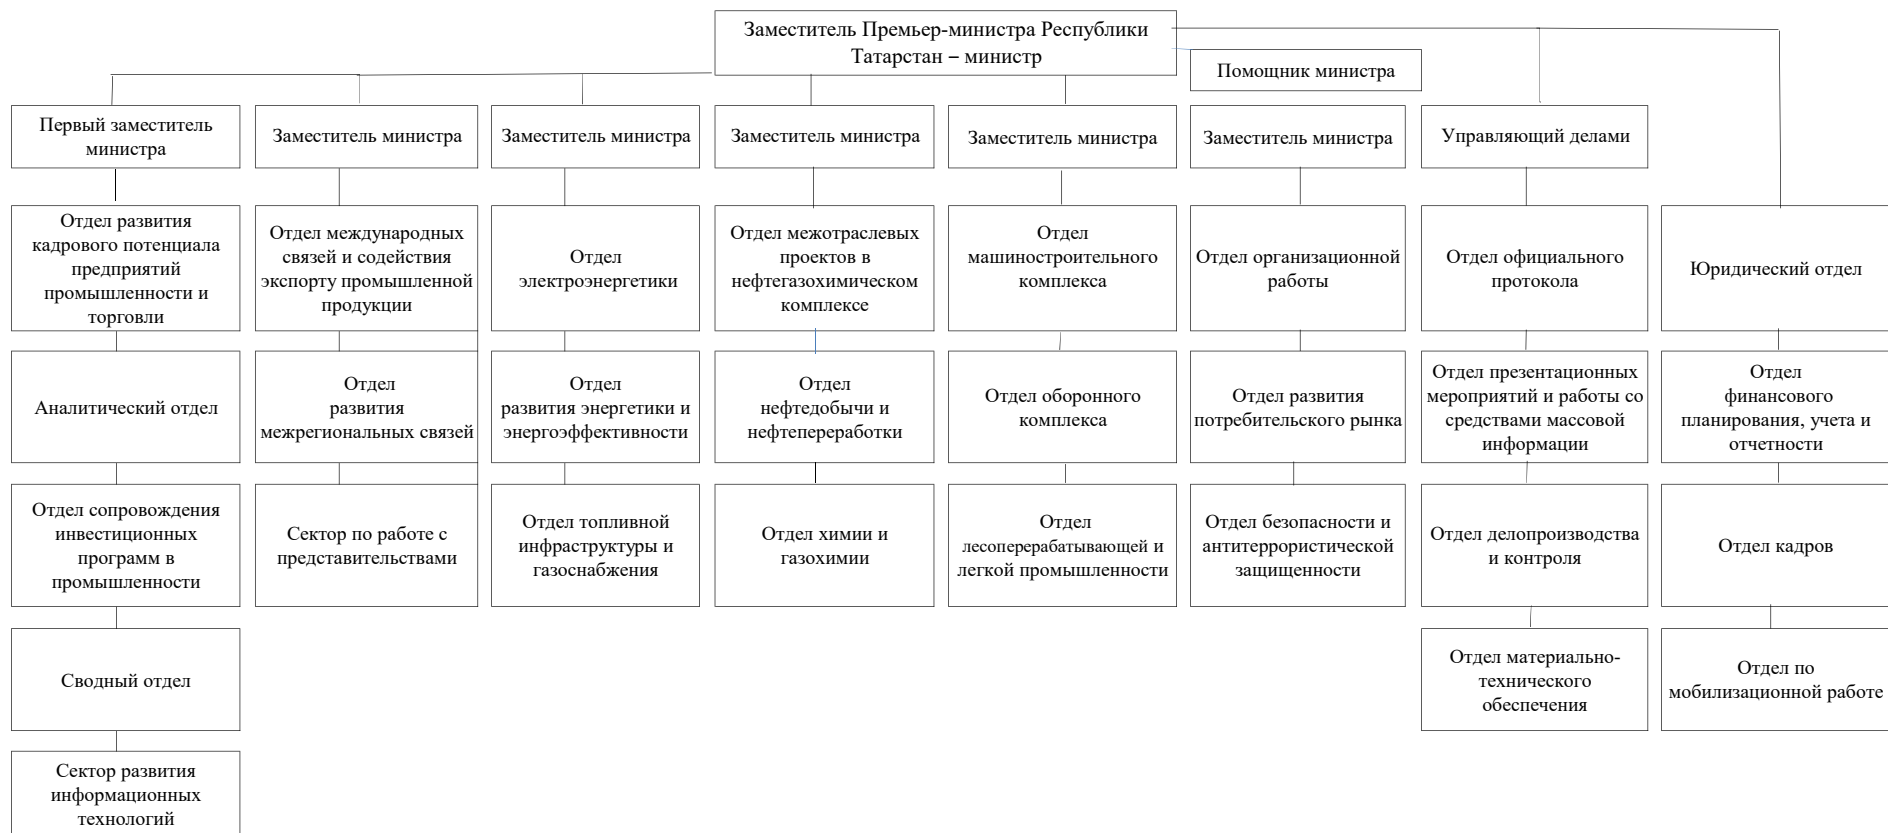 Заместитель Премьер-министра Республики
Татарстан – министр
Помощник министра
Первый заместитель
министра
Заместитель министра
Заместитель министра
Заместитель министра
Заместитель министра
Заместитель министра
Управляющий делами
Отдел развития
кадрового потенциала
предприятий
промышленности и
торговли
Отдел международных
связей и содействия
экспорту промышленной
продукции
Отдел
электроэнергетики
Отдел межотраслевых
проектов в
нефтегазохимическом
комплексе
Отдел
машиностроительного
комплекса
Отдел организационной
работы
Отдел официального
протокола
Юридический отдел
Аналитический отдел
Отдел
развития
межрегиональных связей
Отдел
развития энергетики и
энергоэффективности
Отдел
нефтедобычи и
нефтепереработки
Отдел оборонного
комплекса
Отдел развития
потребительского рынка
Отдел презентационных
мероприятий и работы со
средствами массовой
информации
Отдел
финансового
планирования, учета и
отчетности
Отдел сопровождения
инвестиционных
программ в
промышленности
Сектор по работе с
представительствами
Отдел топливной
инфраструктуры и
газоснабжения
Отдел химии и
газохимии
Отдел
лесоперерабатывающей и
легкой промышленности
Отдел безопасности и
антитеррористической
защищенности
Отдел делопроизводства
и контроля
Отдел кадров
Сводный отдел
Отдел материально-
технического
обеспечения
Отдел по
мобилизационной работе
Сектор развития
информационных
технологий